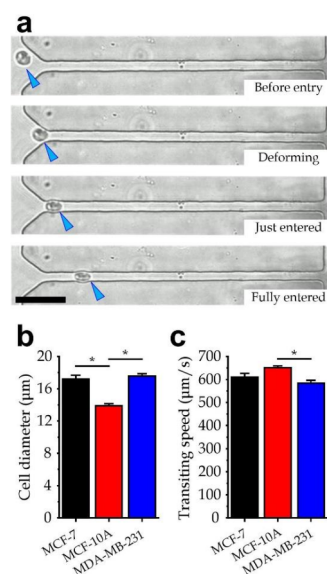 a
Before entry
Deforming
Just entered
Fully entered
b
c
Cell diameter (μm)
20
16
12
8
4
0
*
*
MCF-7
MCF-10A
MDA-MB-231
Transiting speed (μm/s)
700
600
500
400
300
200
100
0
*
MCF-7
MCF-10A
MDA-MB-231